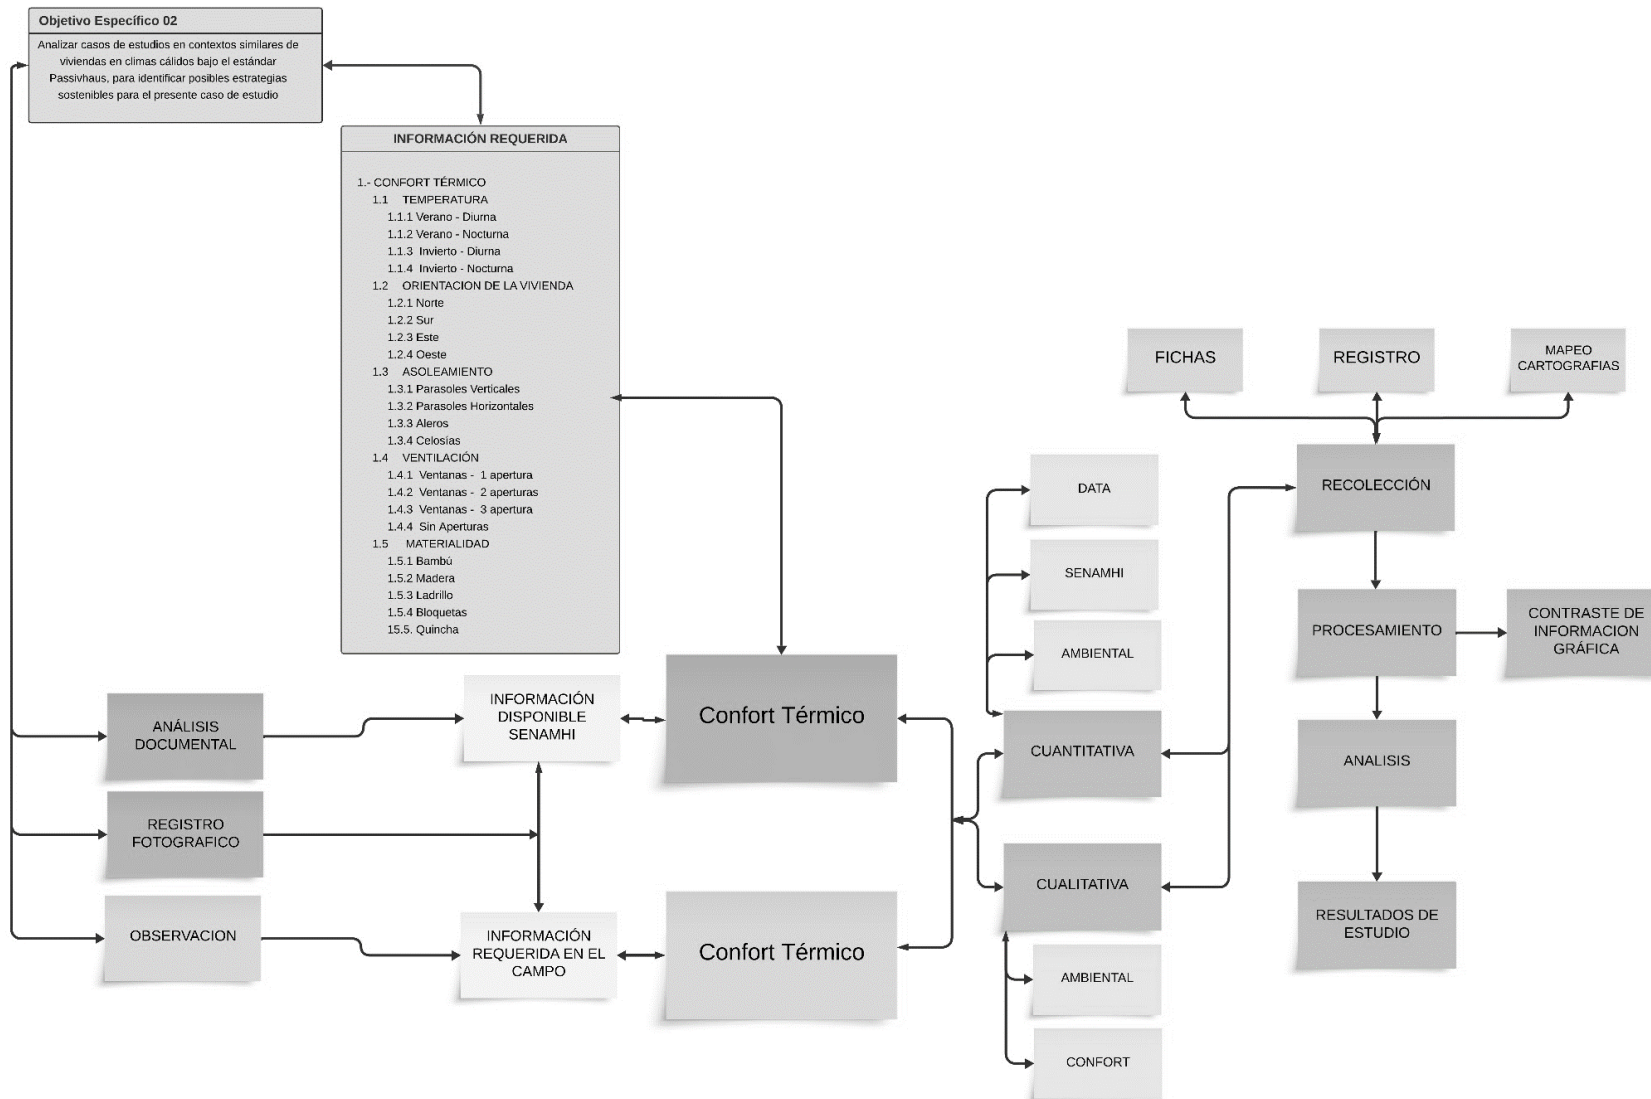 Objetivo Específico 02
Analizar casos de estudios en contextos similares de
viviendas en climas cálidos bajo el estándar
Passivhaus, para identificar posibles estrategias
sostenibles para el presente caso de estudio
INFORMACIÓN REQUERIDA
1.- CONFORT TÉRMICO
1.1 TEMPERATURA
1.1.1 Verano - Diurna
1.1.2 Verano - Nocturna
1.1.3 Invierto - Diurna
1.1.4 Invierto - Nocturna
1.2 ORIENTACION DE LA VIVIENDA
1.2.1 Norte
1.2.2 Sur
1.2.3 Este
1.2.4 Oeste
1.3 ASOLEAMIENTO
1.3.1 Parasoles Verticales
1.3.2 Parasoles Horizontales
1.3.3 Aleros
1.3.4 Celosías
1.4 VENTILACIÓN
1.4.1 Ventanas - 1 apertura
1.4.2 Ventanas - 2 aperturas
1.4.3 Ventanas - 3 apertura
1.4.4 Sin Aperturas
1.5 MATERIALIDAD
1.5.1 Bambú
1.5.2 Madera
1.5.3 Ladrillo
1.5.4 Bloquetas
15.5. Quincha
ANÁLISIS
DOCUMENTAL
REGISTRO
FOTOGRAFICO
OBSERVACION
INFORMACIÓN
DISPONIBLE
SENAMHI
INFORMACIÓN
REQUERIDA EN EL
CAMPO
Confort Térmico
Confort Térmico
DATA
SENAMHI
AMBIENTAL
CUANTITATIVA
CUALITATIVA
AMBIENTAL
CONFORT
FICHAS
REGISTRO
MAPEO
CARTOGRAFIAS
RECOLECCIÓN
PROCESAMIENTO
CONTRASTE DE
INFORMACION
GRÁFICA
ANALISIS
RESULTADOS DE
ESTUDIO